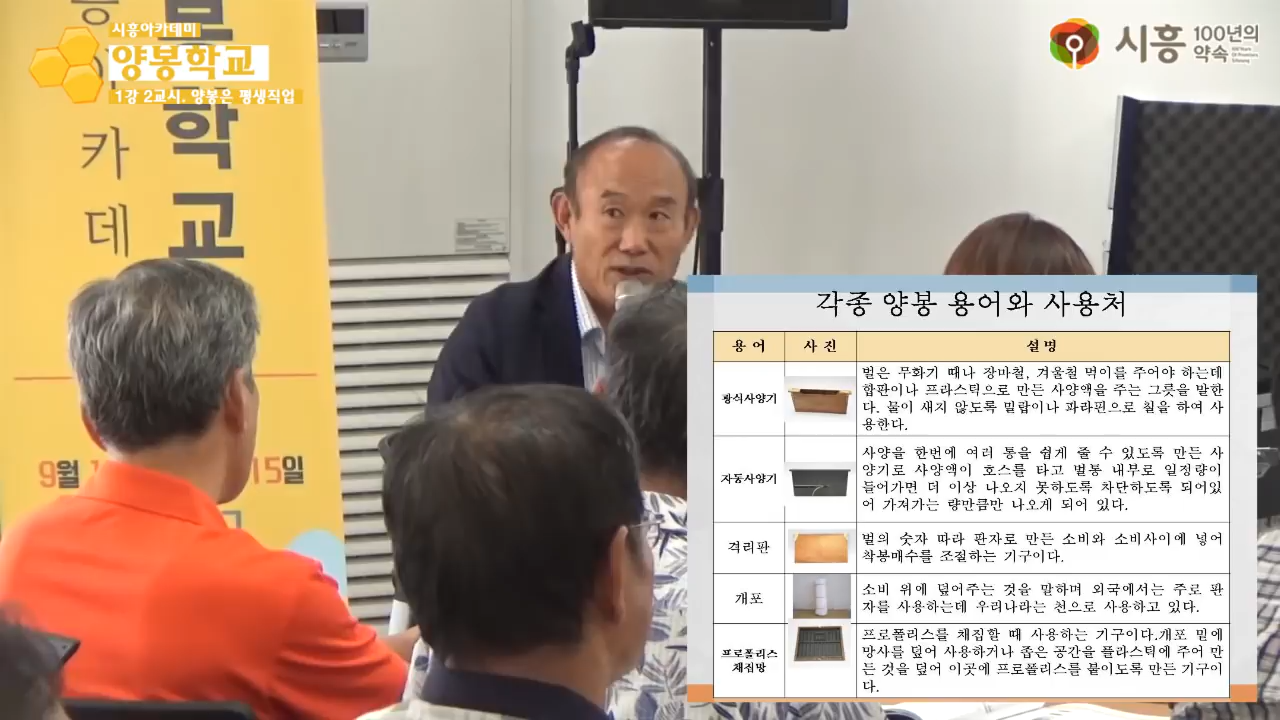 시흥아카데미
양봉학교
1강 2교시. 양봉은 평생직업
시흥 100년의 약속
학
교
카
데
9월
15일
각종 양봉 용어와 사용처
용 어 사 진 설 명
광식사양기
벌은 무화기 때나 장마철, 겨울철 먹이를 주어야 하는데
합판이나 프라스틱으로 만든 사양액을 주는 그릇을 말한
다. 물이 새지 않도록 밀랍이나 파라핀으로 칠을 하여 사
용한다.
자동사양기
사양을 한번에 여러 통을 쉽게 줄 수 있도록 만든 사
양기로 사양액이 호스를 타고 벌통 내부로 일정량이
들어가면 더 이상 나오지 못하도록 차단하도록 되어있
어 가져가는 량만큼만 나오게 되어 있다.
격리판
벌의 숫자 따라 판자로 만든 소비와 소비사이에 넣어
착봉매수를 조절하는 기구이다.
개포
소비 위에 덮어주는 것을 말하며 외국에서는 주로 판
자를 사용하는데 우리나라는 천으로 사용하고 있다.
프로폴리스
채집망
프로폴리스를 채집할 때 사용하는 기구이다.개포 밑에
망사를 덮어 사용하거나 좁은 공간을 플라스틱에 주어 만
든 것을 덮어 이곳에 프로폴리스를 붙이도록 만든 기구이
다.